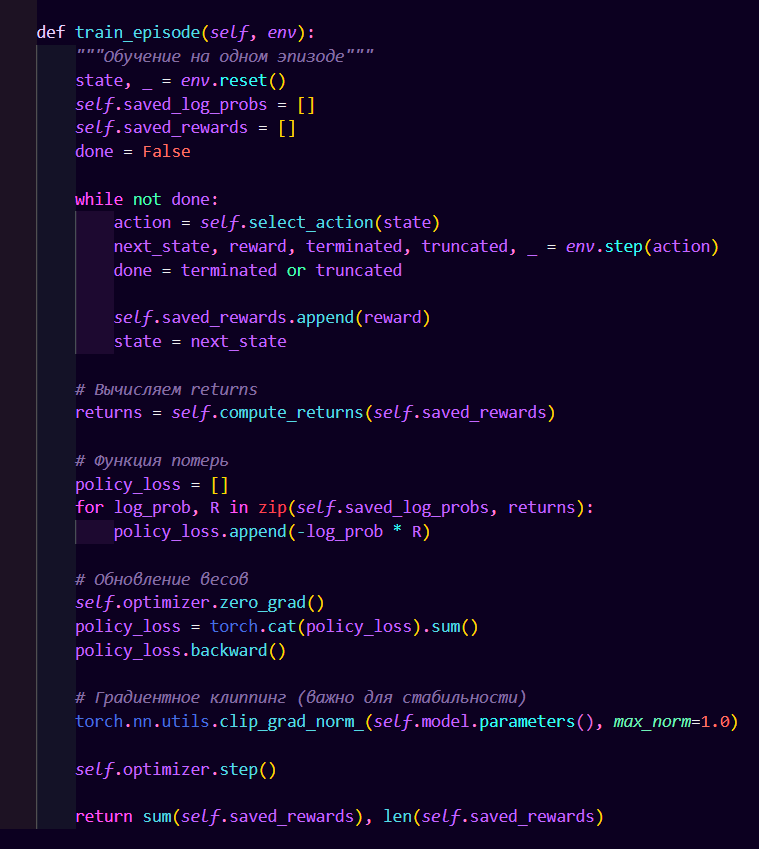 def train_episode(self, env):
"""Обучение на одном эпизоде"""
state, _ = env.reset()
self.saved_log_probs = []
self.saved_rewards = []
done = False
while not done:
action = self.select_action(state)
next_state, reward, terminated, truncated, _ = env.step(action)
done = terminated or truncated
self.saved_rewards.append(reward)
state = next_state
# Вычисляем returns
returns = self.compute_returns(self.saved_rewards)
# Функция потерь
policy_loss = []
for log_prob, R in zip(self.saved_log_probs, returns):
policy_loss.append(-log_prob * R)
# Обновление весов
self.optimizer.zero_grad()
policy_loss = torch.cat(policy_loss).sum()
policy_loss.backward()
# Градиентное клиппинг (важно для стабильности)
torch.nn.utils.clip_grad_norm_(self.model.parameters(), max_norm=1.0)
self.optimizer.step()
return sum(self.saved_rewards), len(self.saved_rewards)